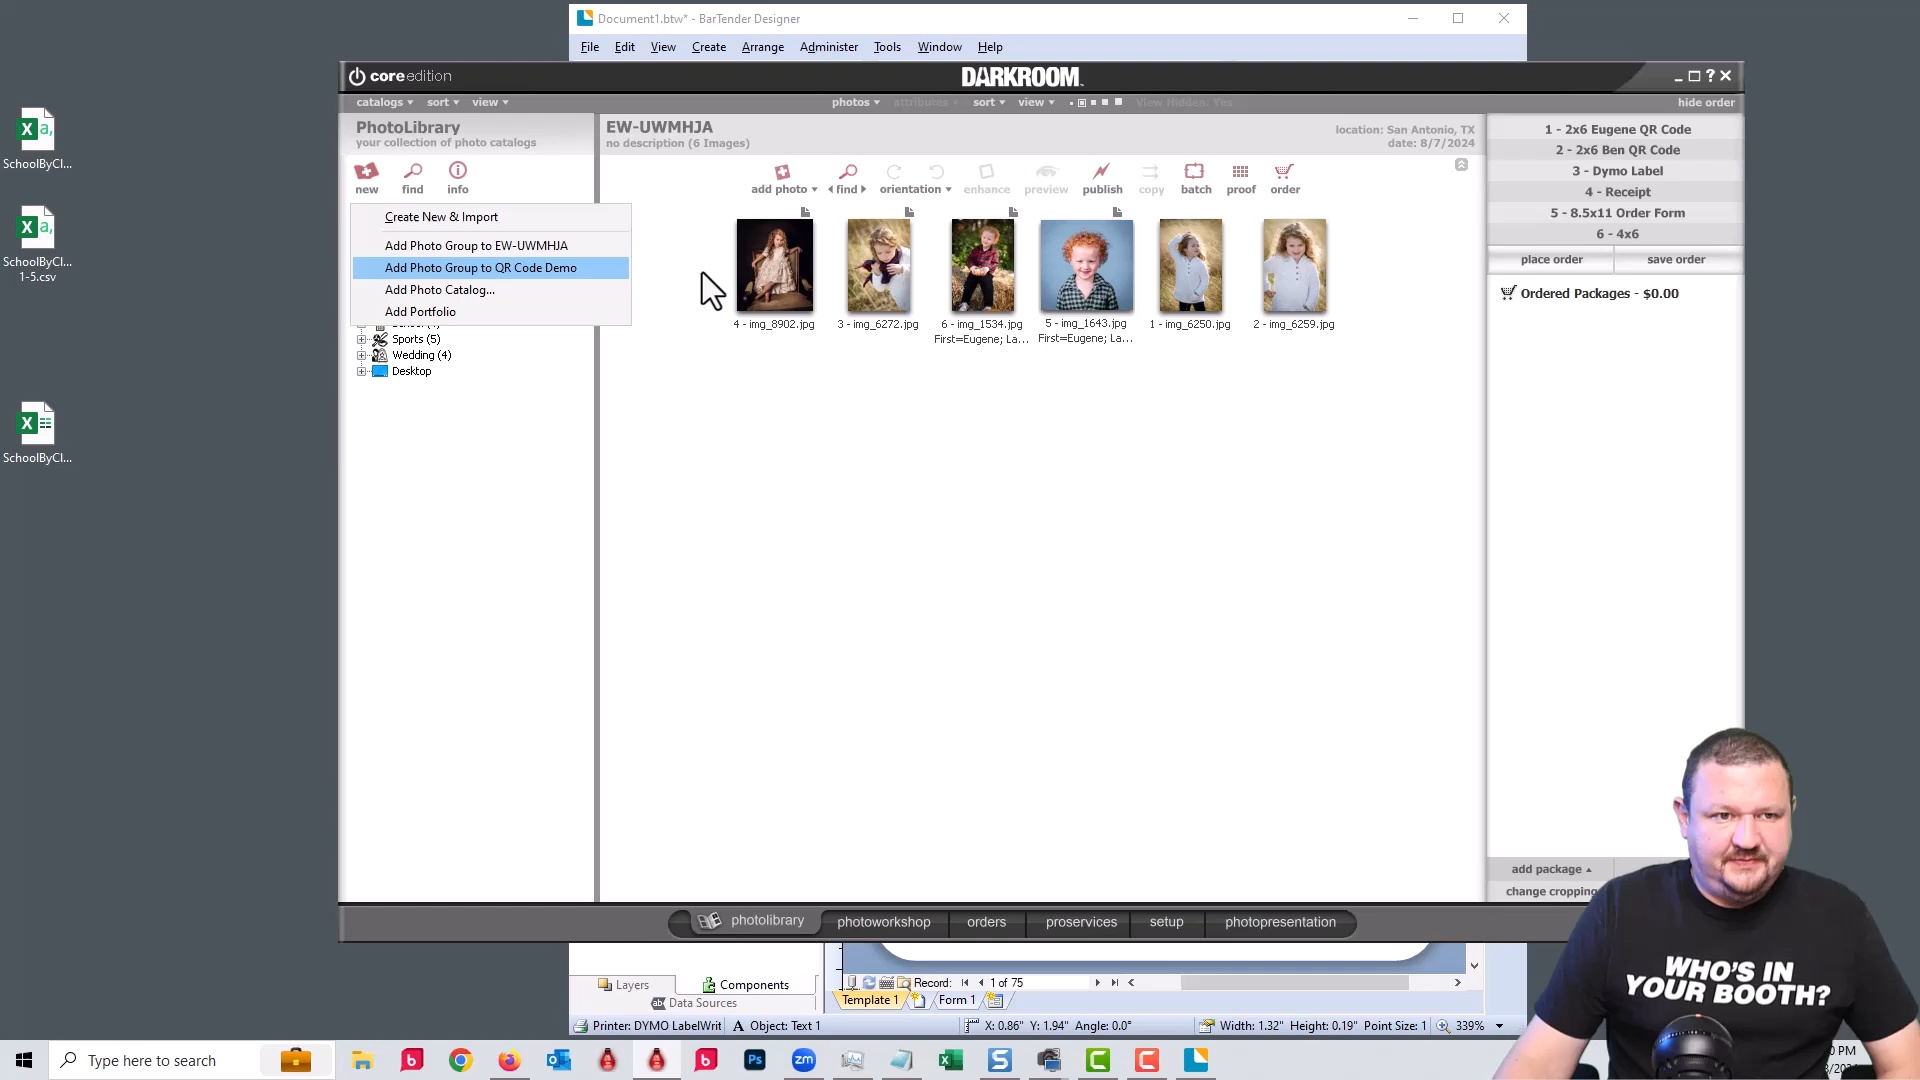 Document1.btw* - BarTender Designer
File Edit View Create Arrange Administer Tools Window Help
core edition
DARKROOM
catalogs sort view
photos attributes sort view View Hidden: Yes
hide order
PhotoLibrary
your collection of photo catalogs
EW-UWMHJA
no description (6 Images)
location: San Antonio, TX
date: 8/7/2024
new find info
add photo find orientation enhance preview publish copy batch proof order
Create New & Import
Add Photo Group to EW-UWMHJA
Add Photo Group to QR Code Demo
Add Photo Catalog...
Add Portfolio
Sports (5)
Wedding (4)
Desktop
4 - img_8902.jpg
3 - img_6272.jpg
6 - img_1534.jpg
First=Eugene; La...
5 - img_1643.jpg
First=Eugene; La...
1 - img_6250.jpg
2 - img_6259.jpg
1 - 2x6 Eugene QR Code
2 - 2x6 Ben QR Code
3 - Dymo Label
4 - Receipt
5 - 8.5x11 Order Form
6 - 4x6
place order save order
Ordered Packages - $0.00
add package
change cropping
photolibrary photoworkshop orders proservices setup photopresentation
SchoolByCl...
SchoolByCl...
1-5.csv
SchoolByCl...
Layers Components
Data Sources
Record: 1 of 75
Template 1 Form 1
Printer: DYMO LabelWrit Object: Text 1 X: 0.86" Y: 1.94" Angle: 0.0° Width: 1.32" Height: 0.19" Point Size: 1 339%
Type here to search
WHO'S IN
YOUR BOOTH?
PM